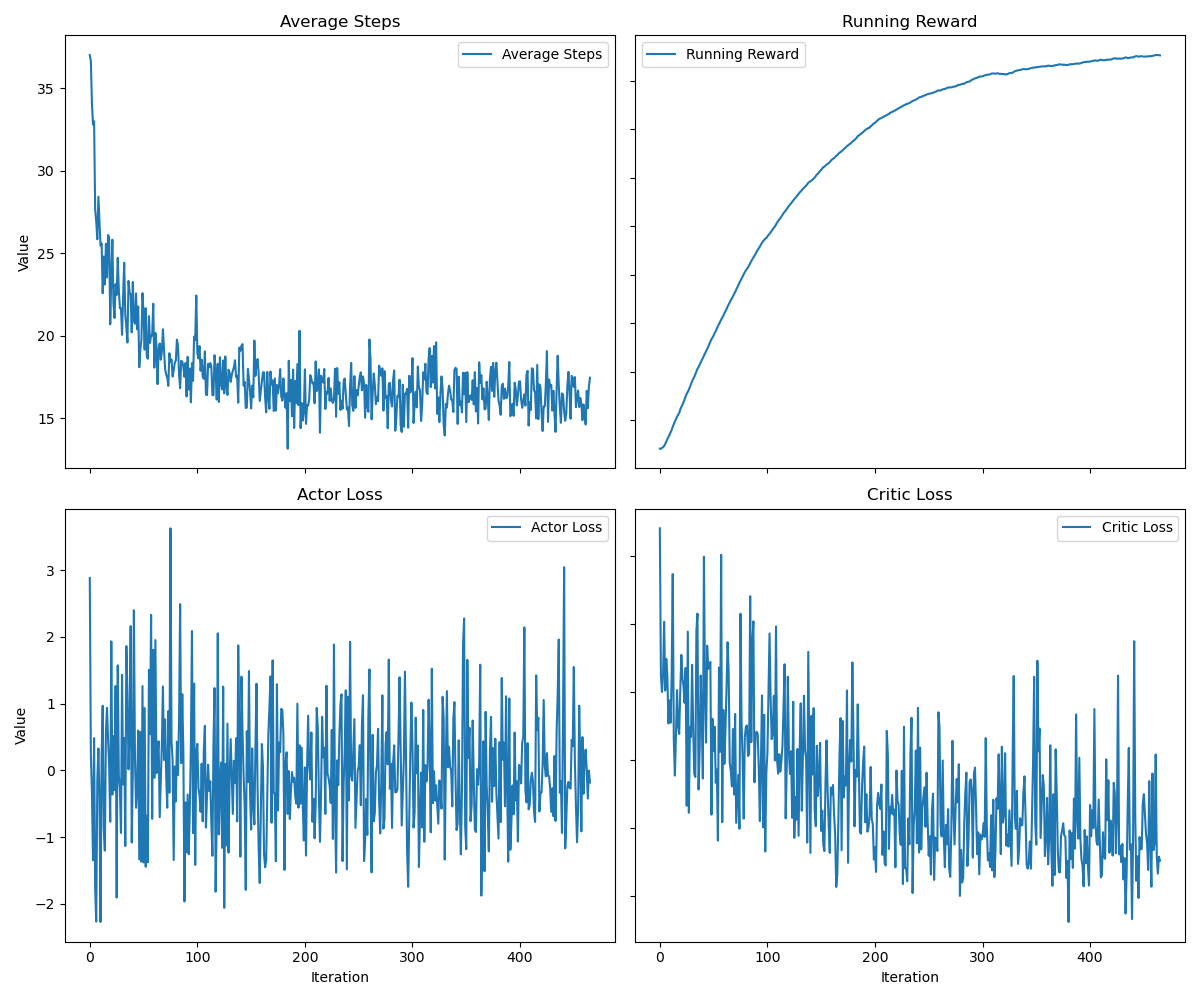 Average Steps
Running Reward
Average Steps
Running Reward
35
30
25
20
15
Value
Actor Loss
Critic Loss
Actor Loss
Critic Loss
3
2
1
0
−1
−2
Value
0
100
200
300
400
0
100
200
300
400
Iteration
Iteration